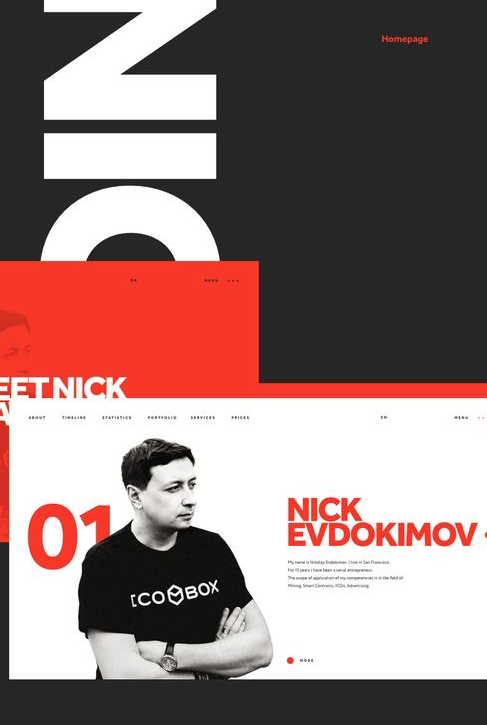 NIC
Homepage
EN
MENU
EET NICK
ABOUT TIMELINE STATISTICS PORTFOLIO SERVICES PRICES EN MENU
01
NICK
EVDOKIMOV
My name is Nikolay Evdokimov. I live in San Francisco.
For 15 years I have been a serial entrepreneur.
The scope of application of my competencies is in the field of
Mining, Smart Contracts, ICOs, Advertising.
ICOBOX
MORE